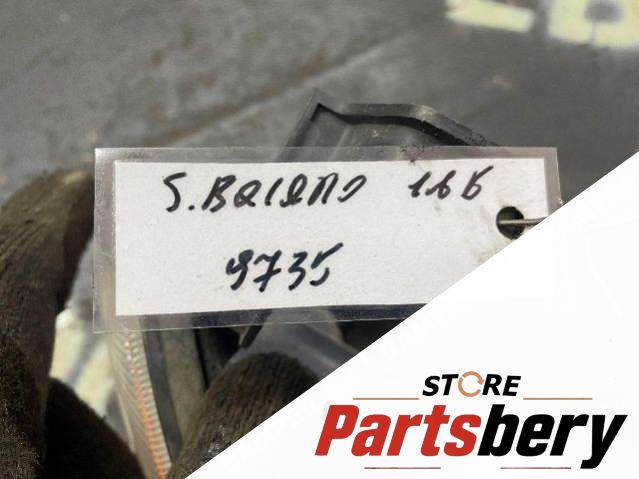 S. Baleno 1.6 Б
9735
STORE
Partsbery